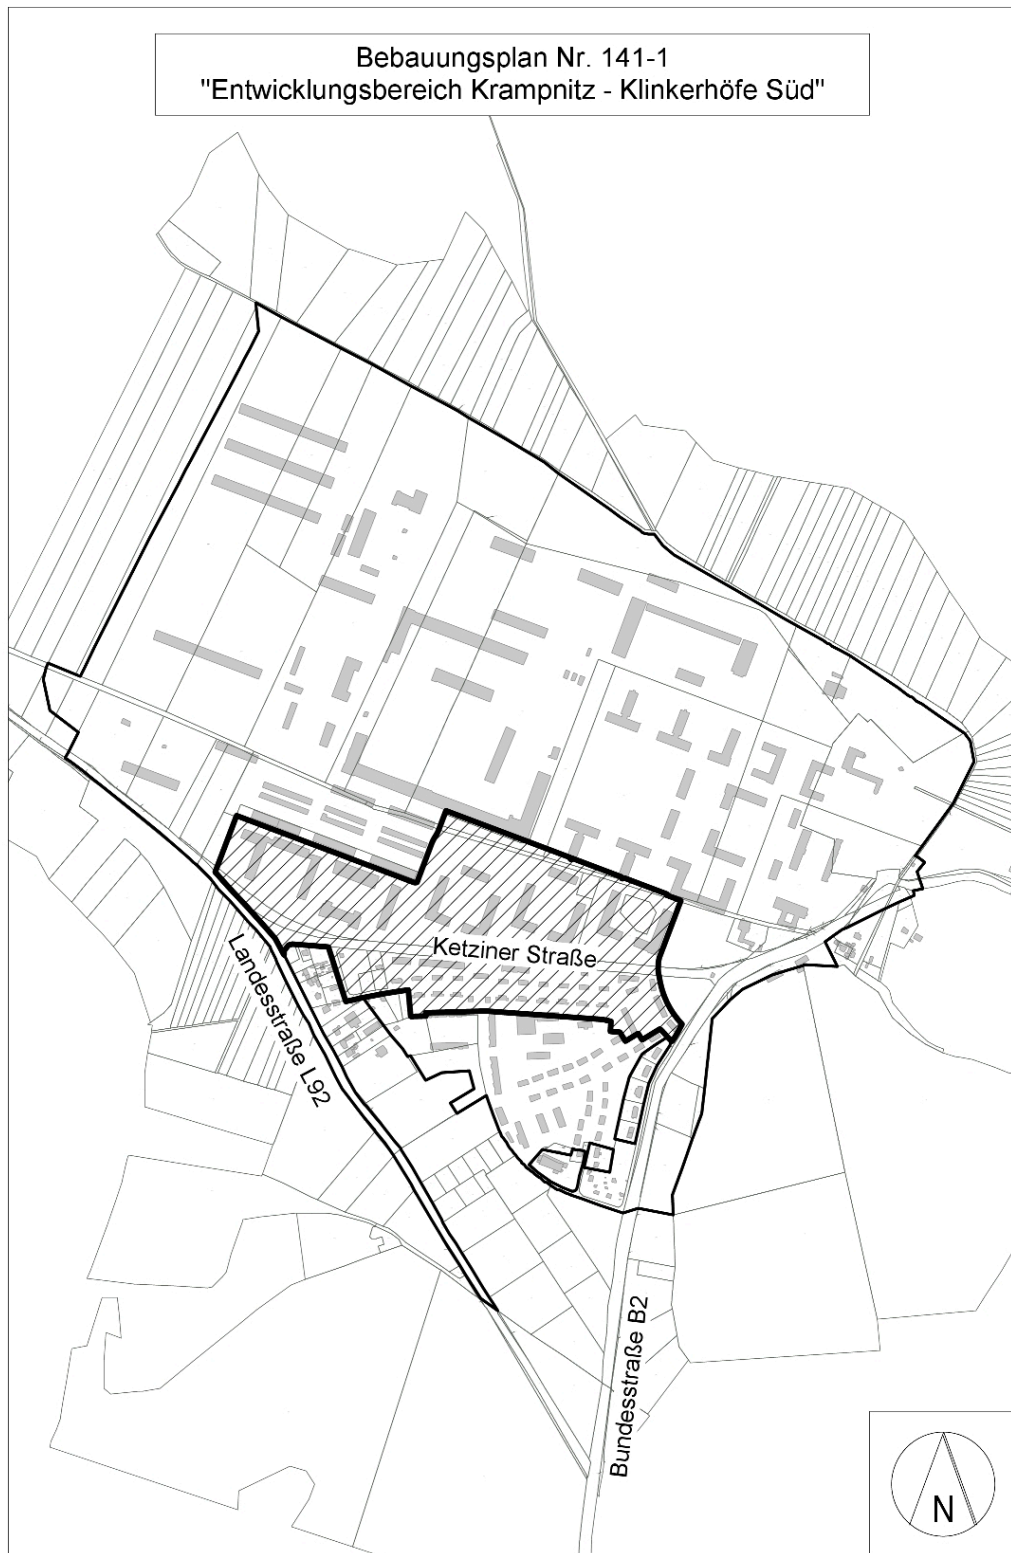 Bebauungsplan Nr. 141-1
"Entwicklungsbereich Krampnitz - Klinkerhöfe Süd"
Ketziner Straße
Landesstraße L92
Bundesstraße B2
N